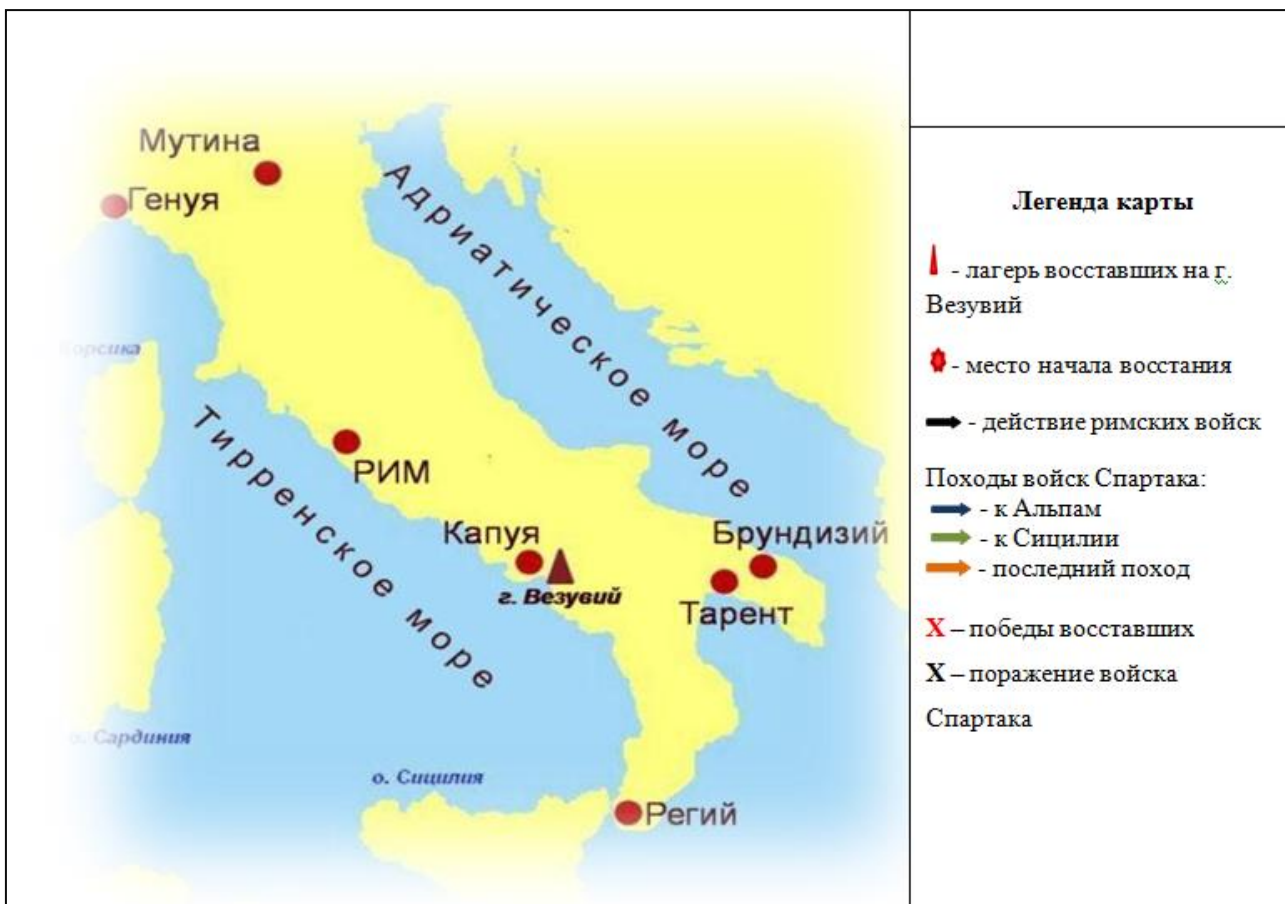 Мутина
Генуя
Адриатическое море
Корсика
Тирренское море
РИМ
Капуя
г. Везувий
Брундизий
Тарент
о. Сардиния
о. Сицилия
Регий
Легенда карты
- лагерь восставших на г.
Везувий
- место начала восстания
- действие римских войск
Походы войск Спартака:
- к Альпам
- к Сицилии
- последний поход
X – победы восставших
X – поражение войска
Спартака